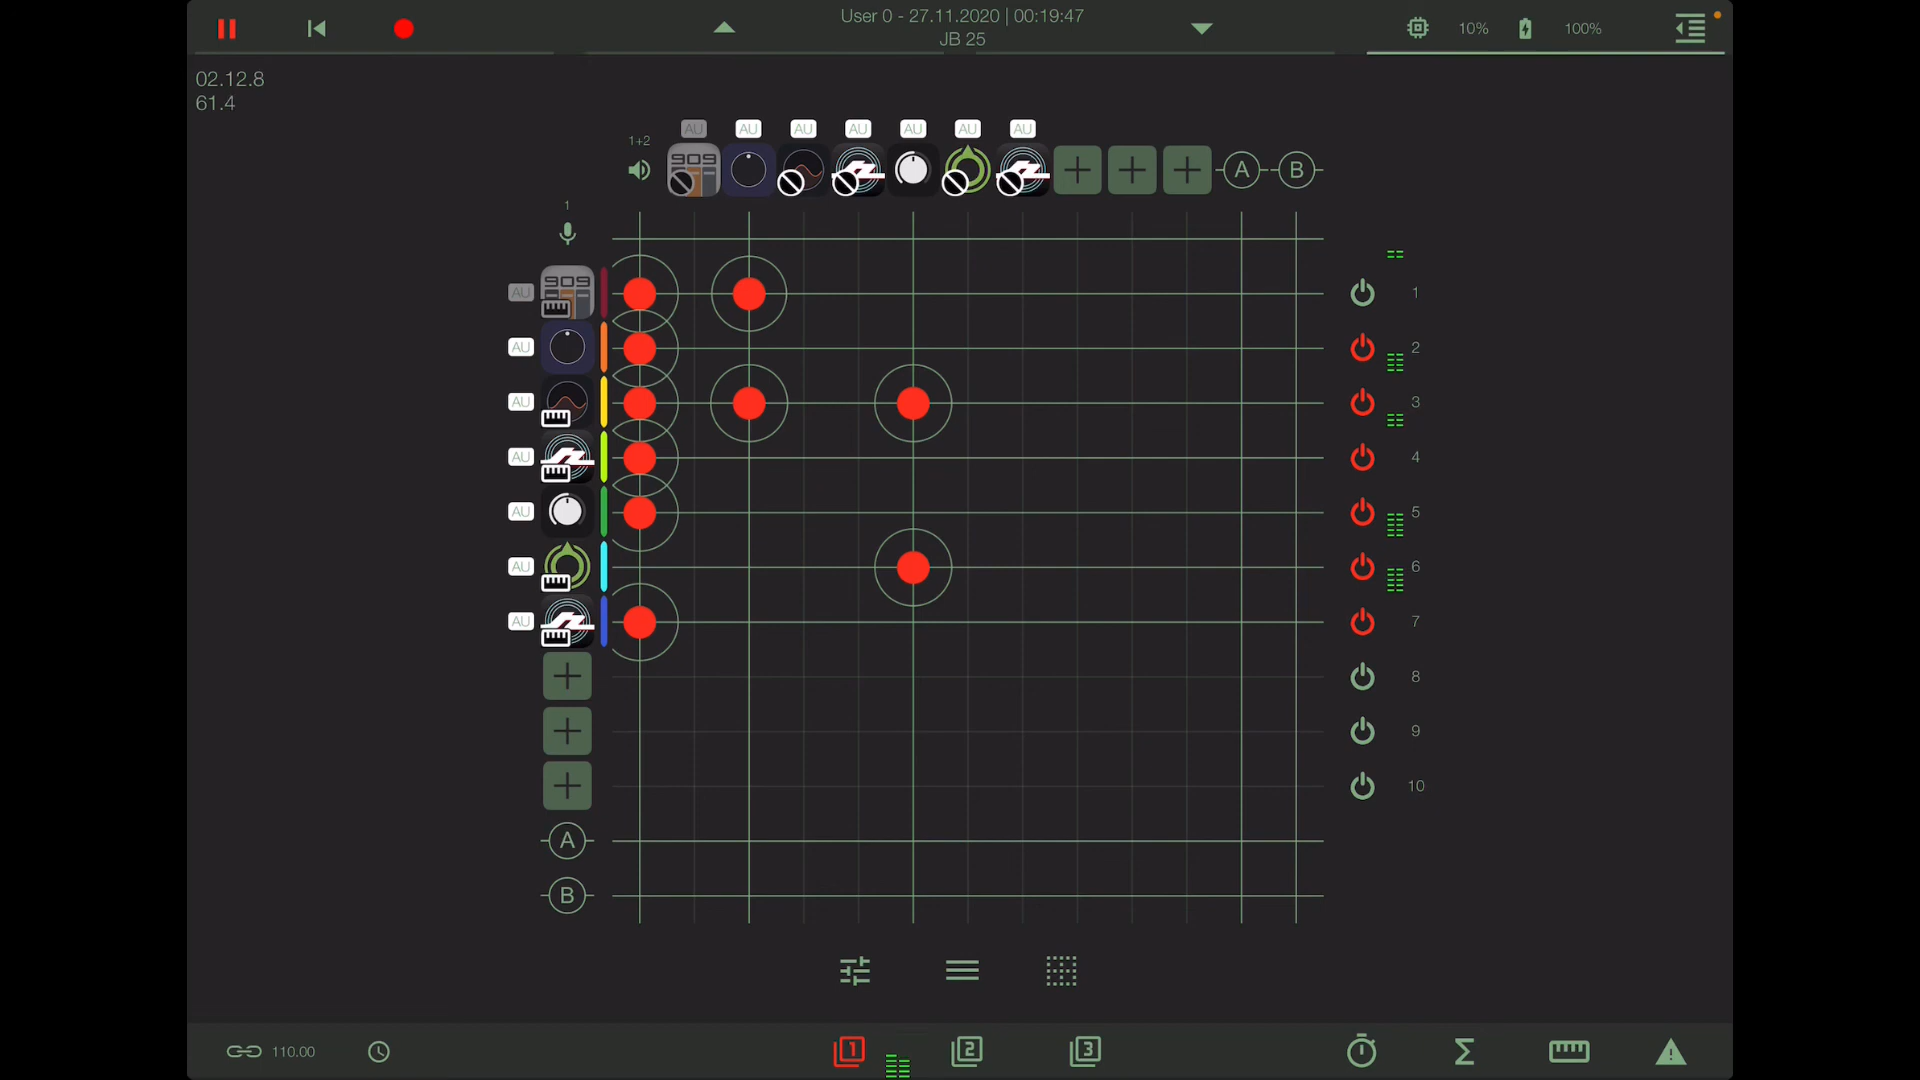 User 0 - 27.11.2020 | 00:19:47
JB 25
10%
100%
02.12.8
61.4
AU AU AU AU AU AU AU
1+2
909
A B
1
AU 909 1
AU 2
AU 3
AU 4
AU 5
AU 6
AU 7
8
9
10
A
B
110.00
1
2
3
Σ